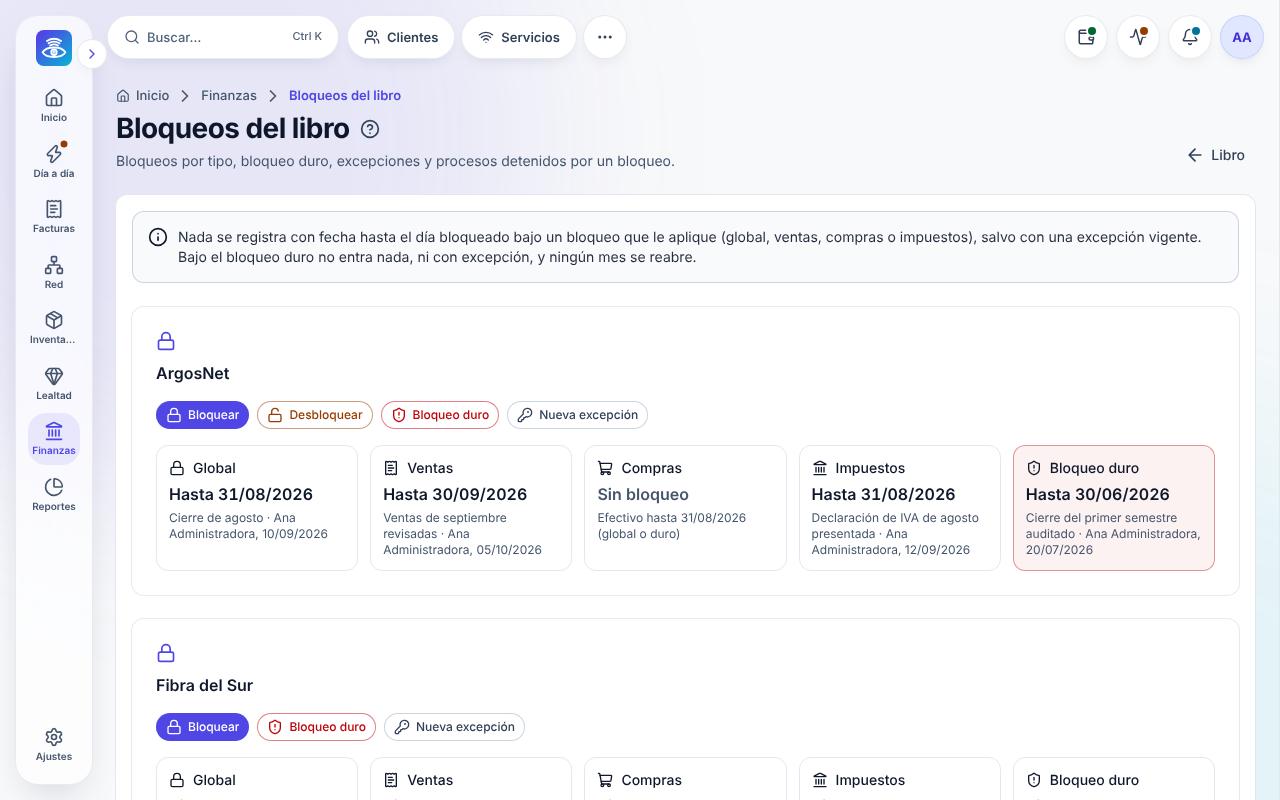 Buscar... Ctrl K
Clientes
Servicios
AA
Inicio
Día a día
Facturas
Red
Inventa...
Lealtad
Finanzas
Reportes
Ajustes
Inicio > Finanzas > Bloqueos del libro
Bloqueos del libro
Bloqueos por tipo, bloqueo duro, excepciones y procesos detenidos por un bloqueo.
Libro
Nada se registra con fecha hasta el día bloqueado bajo un bloqueo que le aplique (global, ventas, compras o impuestos), salvo con una excepción vigente.
Bajo el bloqueo duro no entra nada, ni con excepción, y ningún mes se reabre.
ArgosNet
Bloquear
Desbloquear
Bloqueo duro
Nueva excepción
Global
Hasta 31/08/2026
Cierre de agosto · Ana
Administradora, 10/09/2026
Ventas
Hasta 30/09/2026
Ventas de septiembre
revisadas · Ana
Administradora, 05/10/2026
Compras
Sin bloqueo
Efectivo hasta 31/08/2026
(global o duro)
Impuestos
Hasta 31/08/2026
Declaración de IVA de agosto
presentada · Ana
Administradora, 12/09/2026
Bloqueo duro
Hasta 30/06/2026
Cierre del primer semestre
auditado · Ana Administradora,
20/07/2026
Fibra del Sur
Bloquear
Bloqueo duro
Nueva excepción
Global
Ventas
Compras
Impuestos
Bloqueo duro